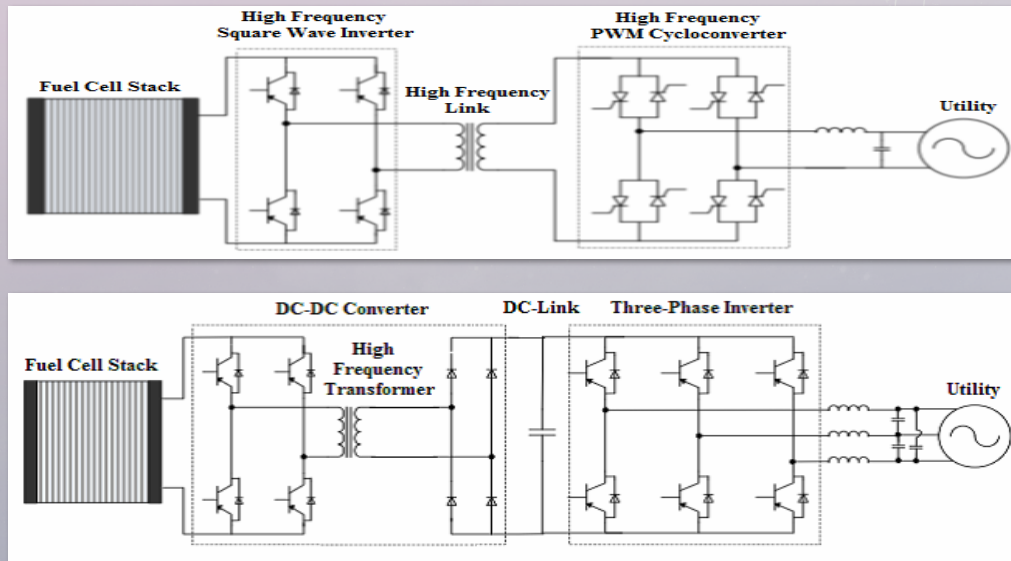 High Frequency
Square Wave Inverter
High Frequency
PWM Cycloconverter
Fuel Cell Stack
High Frequency
Link
Utility
DC-DC Converter
DC-Link
Three-Phase Inverter
Fuel Cell Stack
High
Frequency
Transformer
Utility